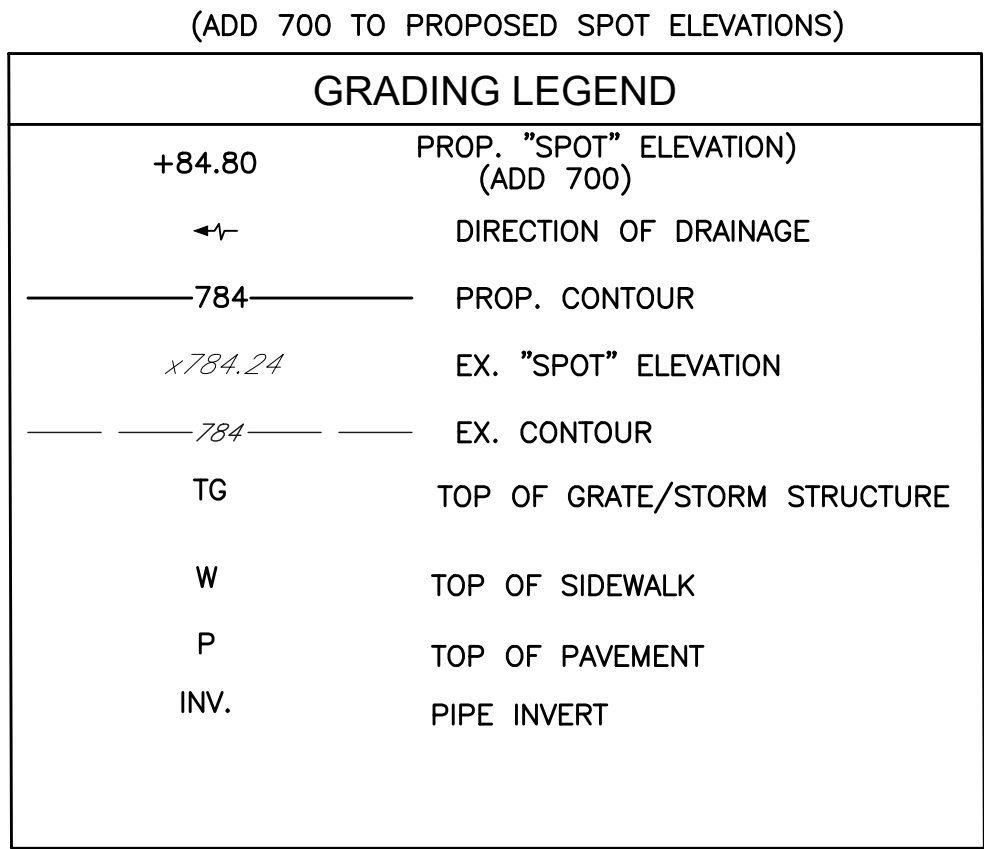 (ADD 700 TO PROPOSED SPOT ELEVATIONS)
GRADING LEGEND
+84.80 PROP. "SPOT" ELEVATION)
(ADD 700)
DIRECTION OF DRAINAGE
784 PROP. CONTOUR
x784.24 EX. "SPOT" ELEVATION
784 EX. CONTOUR
TG TOP OF GRATE/STORM STRUCTURE
W TOP OF SIDEWALK
P TOP OF PAVEMENT
INV. PIPE INVERT